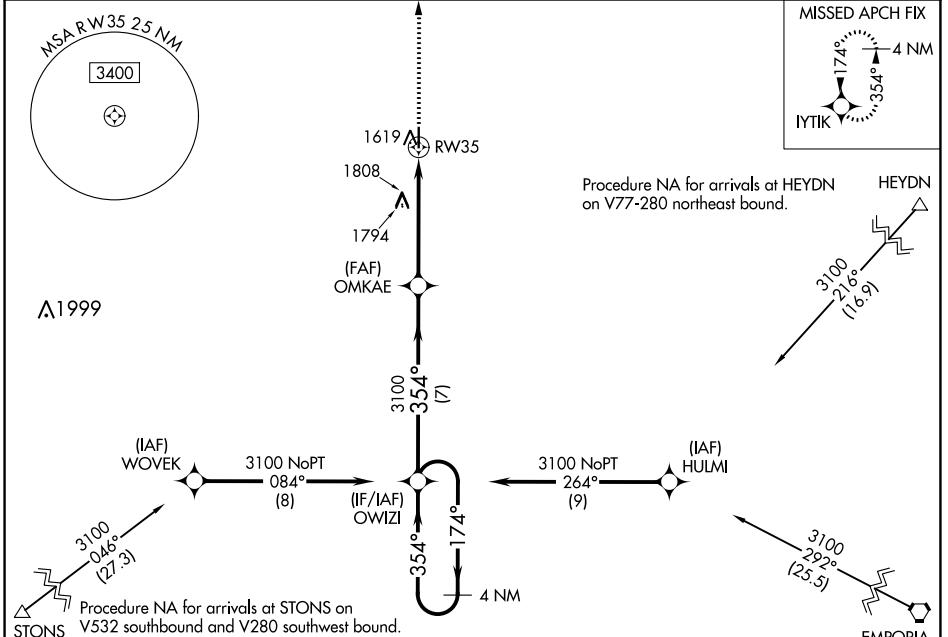 MSA RW35 25 NM
3400
MISSED APCH FIX
4 NM
174°
354°
IYTIK
1619
RW35
1808
1794
Procedure NA for arrivals at HEYDN
on V77-280 northeast bound.
HEYDN
3100
216°
(16.9)
(FAF)
OMKAE
1999
3100
354°
(7)
(IAF)
WOVEK
3100 NoPT
084°
(8)
(IF/IAF)
OWIZI
3100 NoPT
264°
(9)
(IAF)
HULMI
354°
174°
4 NM
3100
046°
(27.3)
STONS
Procedure NA for arrivals at STONS on
V532 southbound and V280 southwest bound.
3100
292°
(25.5)
EMPORIA